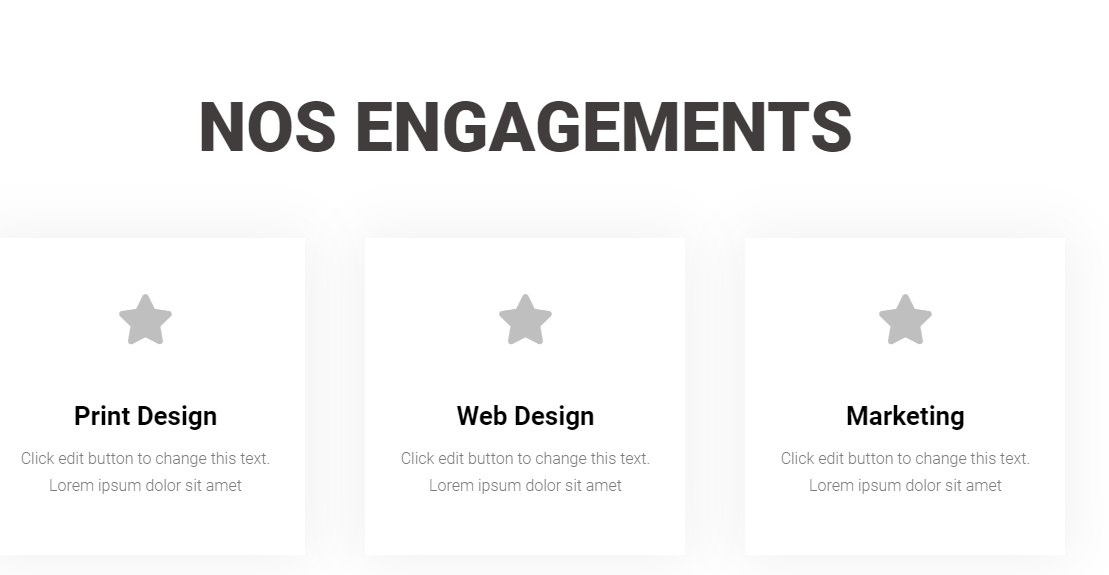 NOS ENGAGEMENTS
Print Design
Click edit button to change this text.
Lorem ipsum dolor sit amet
Web Design
Click edit button to change this text.
Lorem ipsum dolor sit amet
Marketing
Click edit button to change this text.
Lorem ipsum dolor sit amet